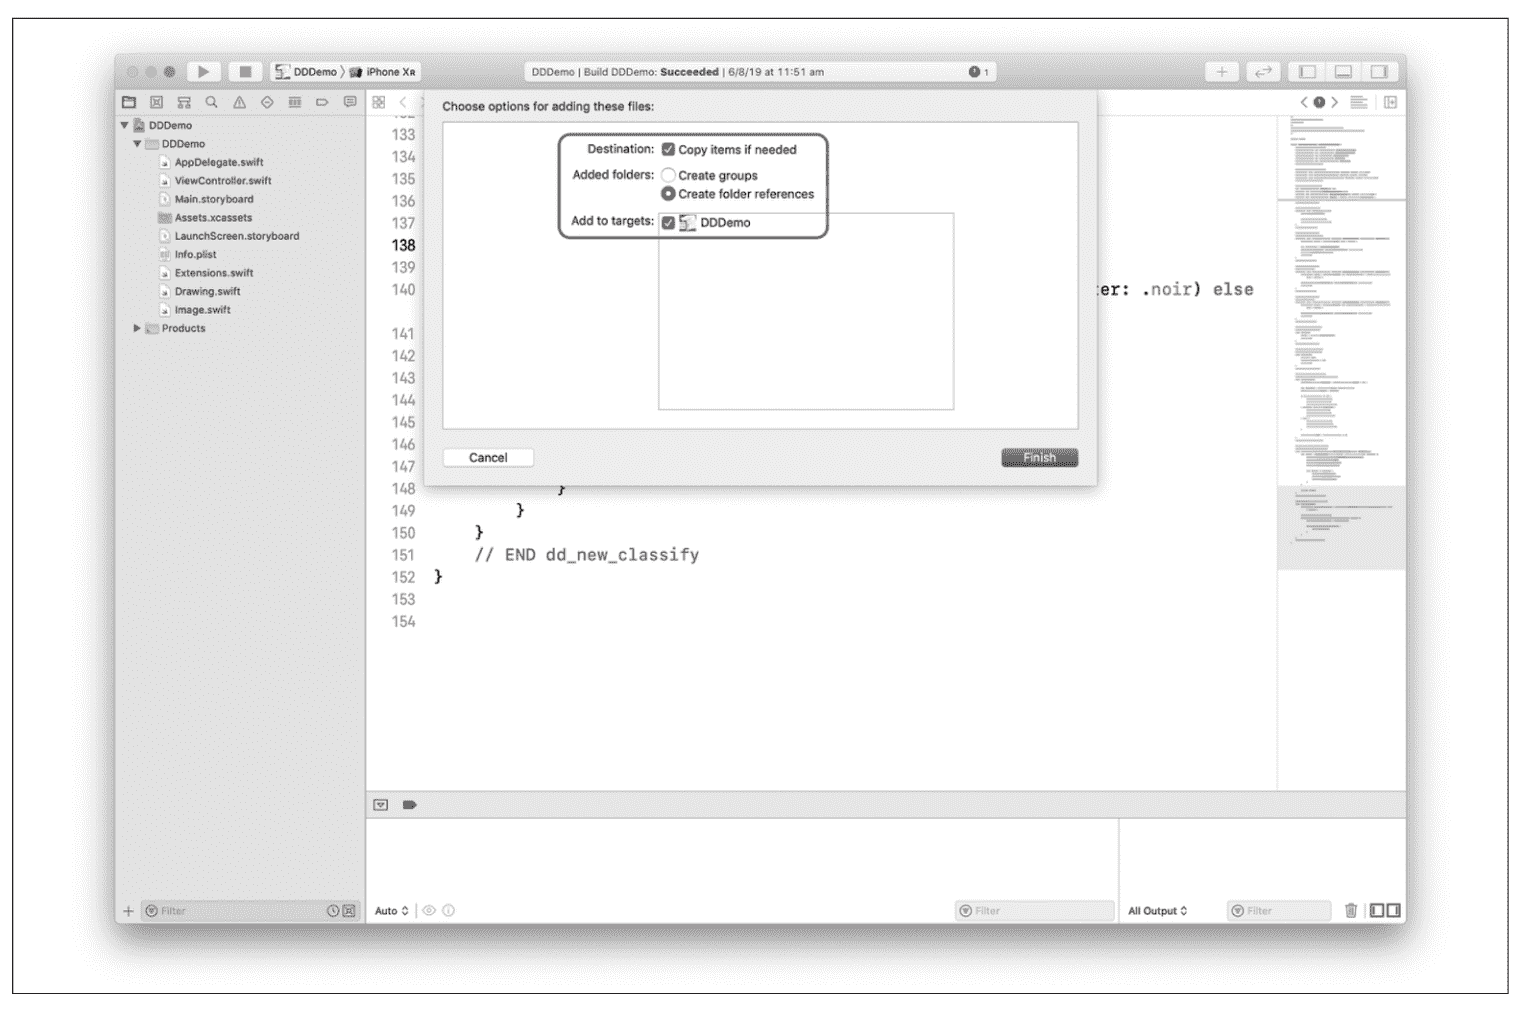 DDDemo 〉 iPhone XR
DDDemo | Build DDDemo: Succeeded | 6/8/19 at 11:51 am
1
Choose options for adding these files:
Destination: Copy items if needed
Added folders: Create groups
Create folder references
Add to targets: DDDemo
Cancel
Finish
DDDemo
DDDemo
AppDelegate.swift
ViewController.swift
Main.storyboard
Assets.xcassets
LaunchScreen.storyboard
Info.plist
Extensions.swift
Drawing.swift
Image.swift
Products
133
134
135
136
137
138
139
140 er: .noir) else
141
142
143
144
145
146
147
148 }
149 }
150 }
151 // END dd_new_classify
152 }
153
154
Filter
Auto
Filter
All Output
Filter